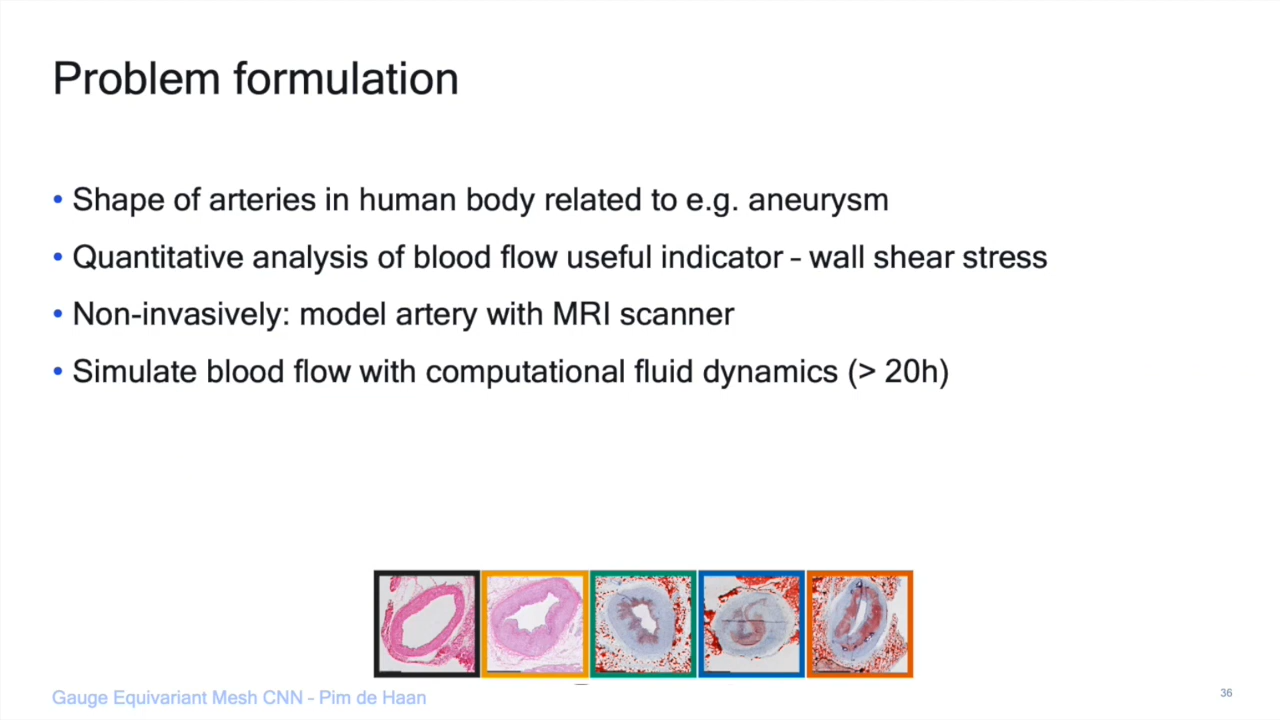 Problem formulation
• Shape of arteries in human body related to e.g. aneurysm
• Quantitative analysis of blood flow useful indicator - wall shear stress
• Non-invasively: model artery with MRI scanner
• Simulate blood flow with computational fluid dynamics (> 20h)
Gauge Equivariant Mesh CNN - Pim de Haan
36